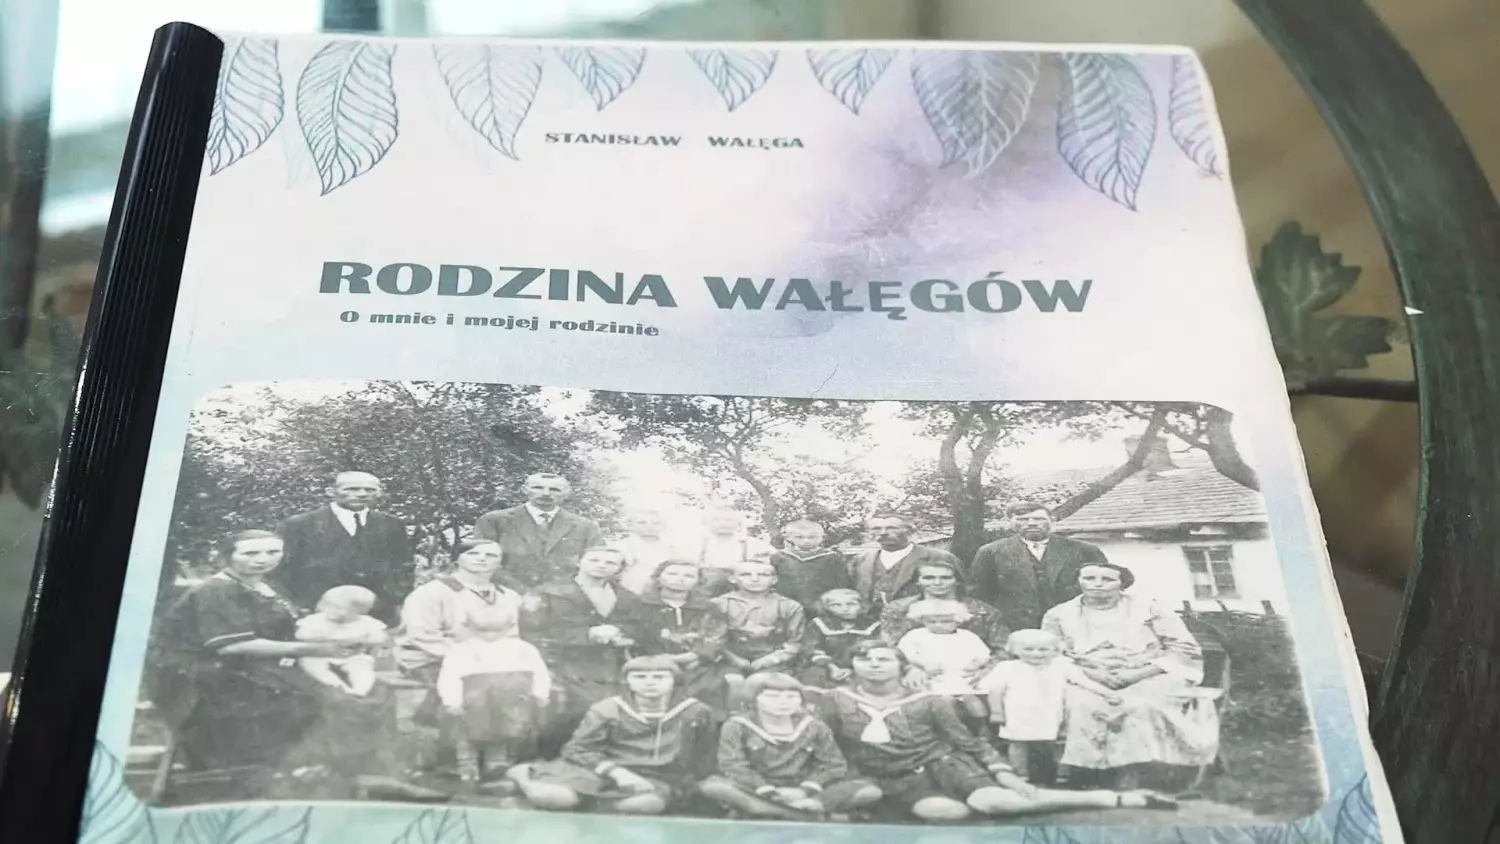 STANISŁAW WAŁĘGA
RODZINA WAŁĘGÓW
O mnie i mojej rodzinie